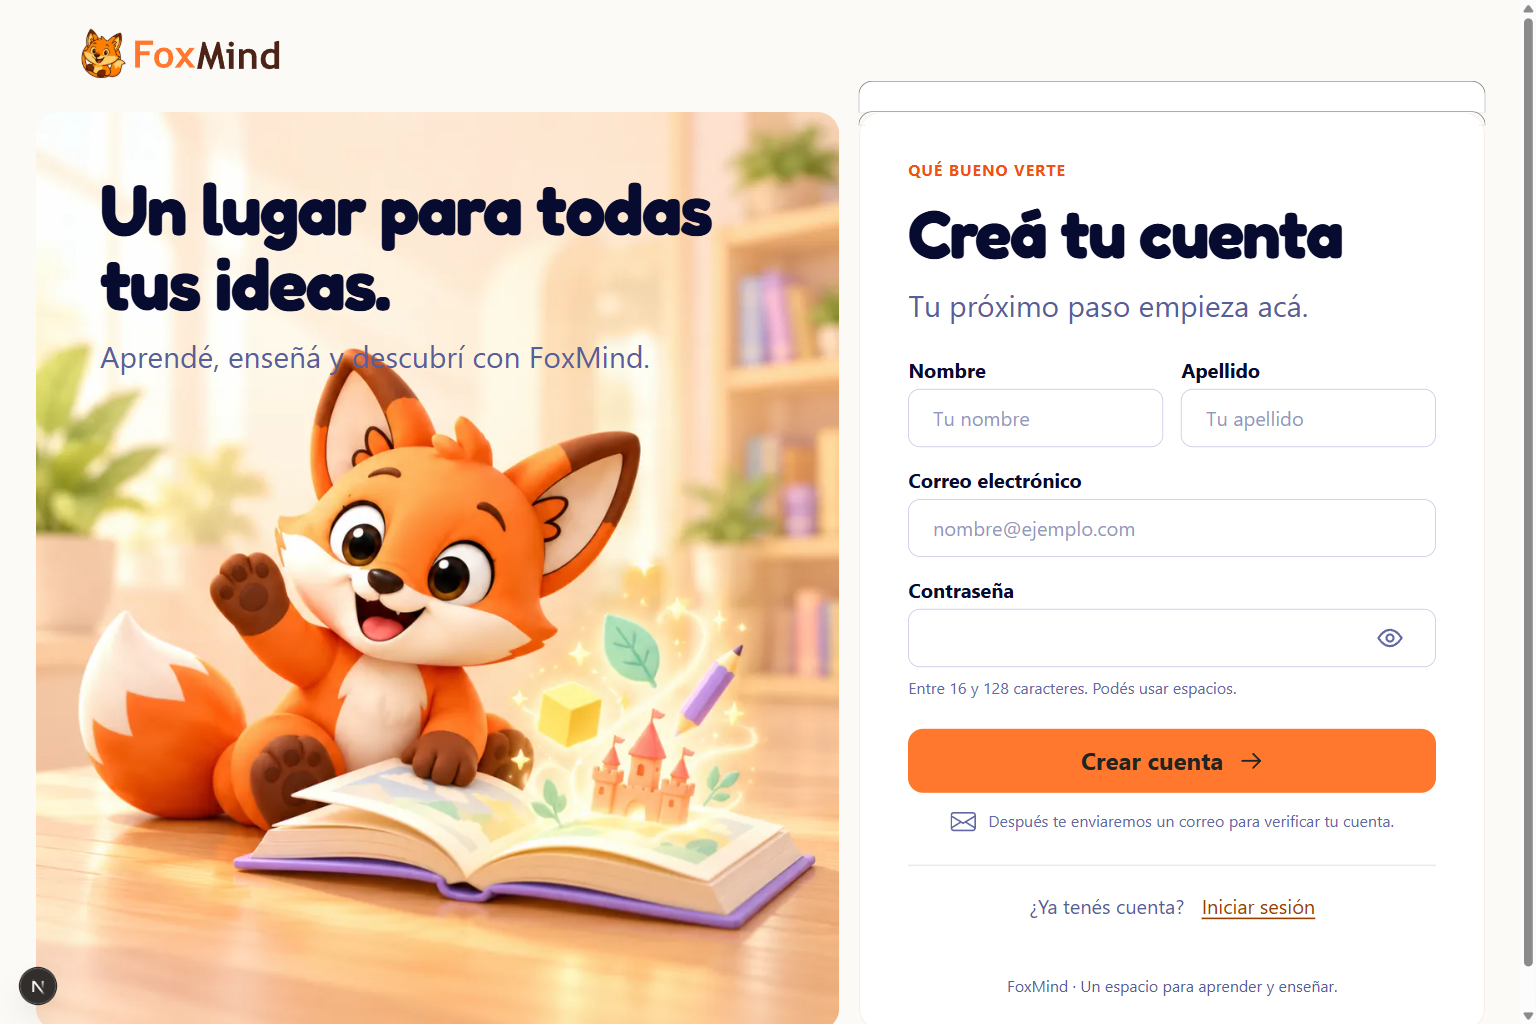 FoxMind
Un lugar para todas
tus ideas.
Aprendé, enseñá y descubrí con FoxMind.
QUÉ BUENO VERTE
Creá tu cuenta
Tu próximo paso empieza acá.
Nombre
Apellido
Tu nombre
Tu apellido
Correo electrónico
nombre@ejemplo.com
Contraseña
Entre 16 y 128 caracteres. Podés usar espacios.
Crear cuenta →
Después te enviaremos un correo para verificar tu cuenta.
¿Ya tenés cuenta? Iniciar sesión
FoxMind · Un espacio para aprender y enseñar.
N